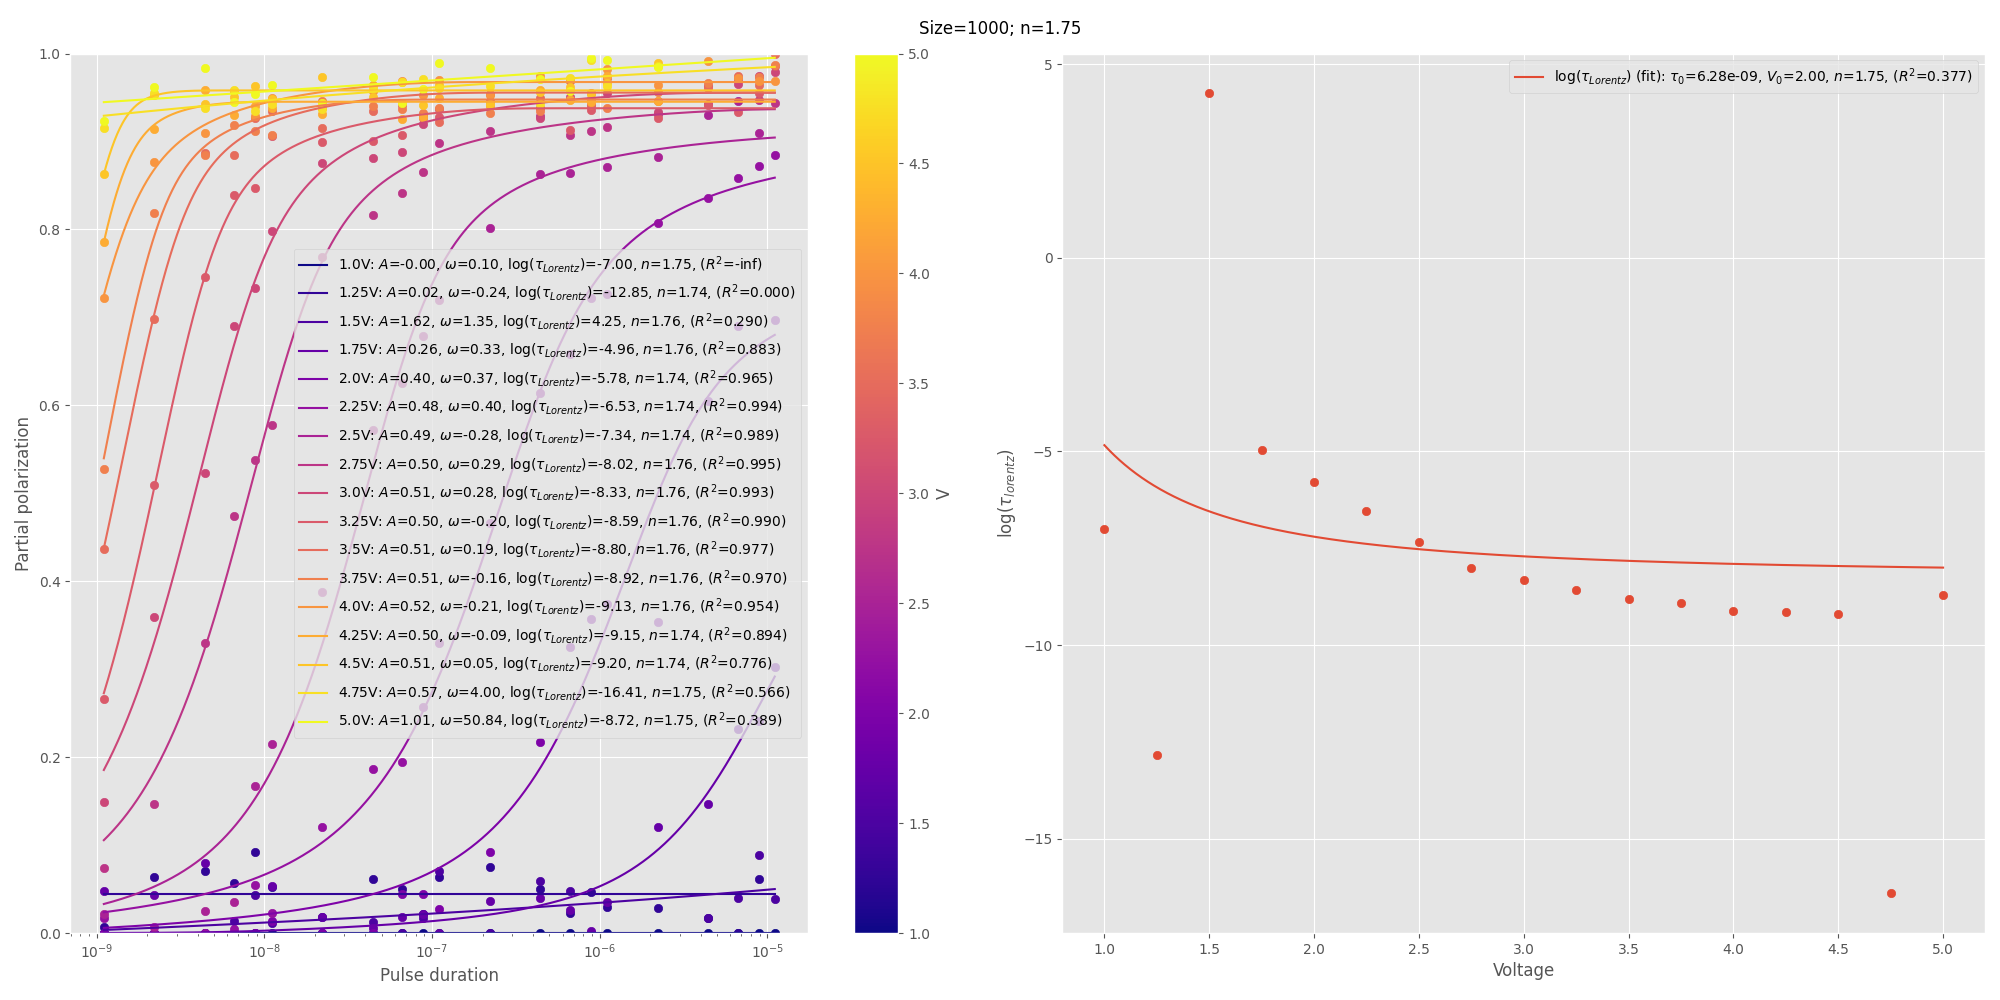 Size=1000; n=1.75
Partial polarization
1.0
0.8
0.6
0.4
0.2
0.0
10⁻⁹
10⁻⁸
10⁻⁷
10⁻⁶
10⁻⁵
Pulse duration
1.0V: A=-0.00, ω=0.10, log(τ_Lorentz)=-7.00, n=1.75, (R²=-inf)
1.25V: A=0.02, ω=-0.24, log(τ_Lorentz)=-12.85, n=1.74, (R²=0.000)
1.5V: A=1.62, ω=1.35, log(τ_Lorentz)=4.25, n=1.76, (R²=0.290)
1.75V: A=0.26, ω=0.33, log(τ_Lorentz)=-4.96, n=1.76, (R²=0.883)
2.0V: A=0.40, ω=0.37, log(τ_Lorentz)=-5.78, n=1.74, (R²=0.965)
2.25V: A=0.48, ω=0.40, log(τ_Lorentz)=-6.53, n=1.74, (R²=0.994)
2.5V: A=0.49, ω=-0.28, log(τ_Lorentz)=-7.34, n=1.74, (R²=0.989)
2.75V: A=0.50, ω=0.29, log(τ_Lorentz)=-8.02, n=1.76, (R²=0.995)
3.0V: A=0.51, ω=0.28, log(τ_Lorentz)=-8.33, n=1.76, (R²=0.993)
3.25V: A=0.50, ω=-0.20, log(τ_Lorentz)=-8.59, n=1.76, (R²=0.990)
3.5V: A=0.51, ω=0.19, log(τ_Lorentz)=-8.80, n=1.76, (R²=0.977)
3.75V: A=0.51, ω=-0.16, log(τ_Lorentz)=-8.92, n=1.76, (R²=0.970)
4.0V: A=0.52, ω=-0.21, log(τ_Lorentz)=-9.13, n=1.76, (R²=0.954)
4.25V: A=0.50, ω=-0.09, log(τ_Lorentz)=-9.15, n=1.74, (R²=0.894)
4.5V: A=0.51, ω=0.05, log(τ_Lorentz)=-9.20, n=1.74, (R²=0.776)
4.75V: A=0.57, ω=4.00, log(τ_Lorentz)=-16.41, n=1.75, (R²=0.566)
5.0V: A=1.01, ω=50.84, log(τ_Lorentz)=-8.72, n=1.75, (R²=0.389)
5.0
4.5
4.0
3.5
3.0
2.5
2.0
1.5
1.0
V
log(τ_lorentz)
5
0
−5
−10
−15
log(τ_Lorentz) (fit): τ₀=6.28e-09, V₀=2.00, n=1.75, (R²=0.377)
1.0
1.5
2.0
2.5
3.0
3.5
4.0
4.5
5.0
Voltage